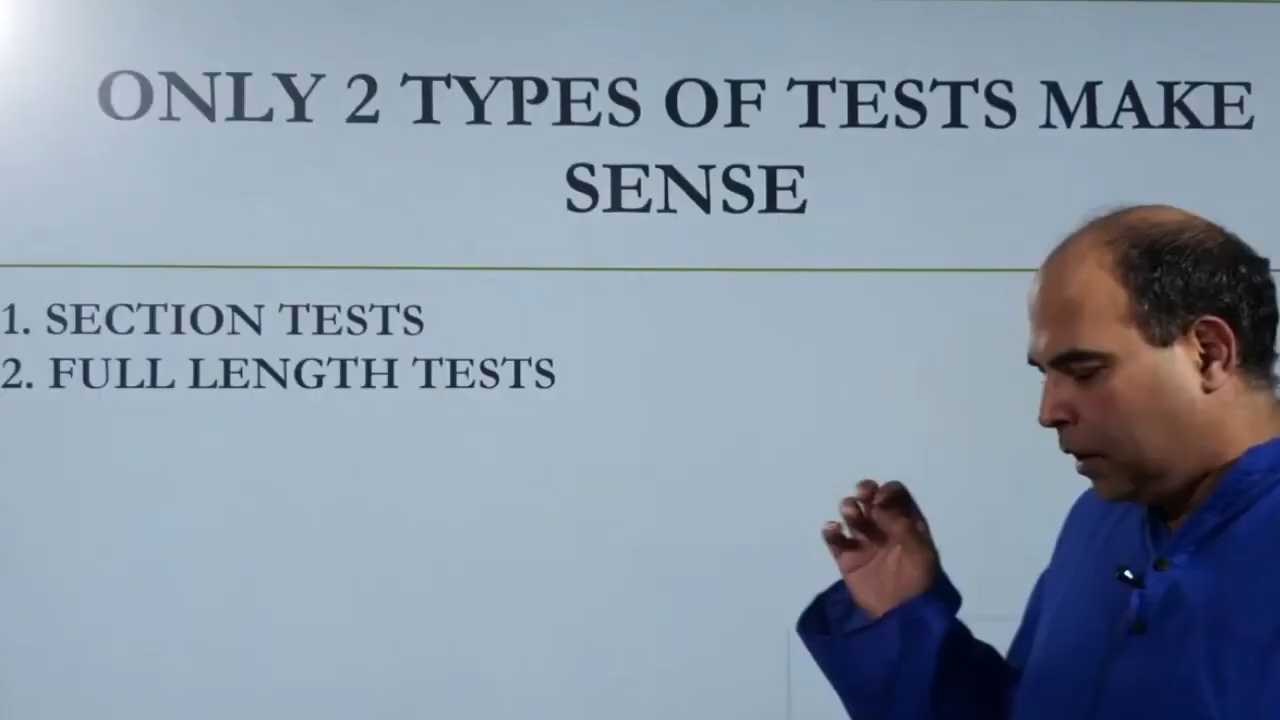 ONLY 2 TYPES OF TESTS MAKE
SENSE
1. SECTION TESTS
2. FULL LENGTH TESTS